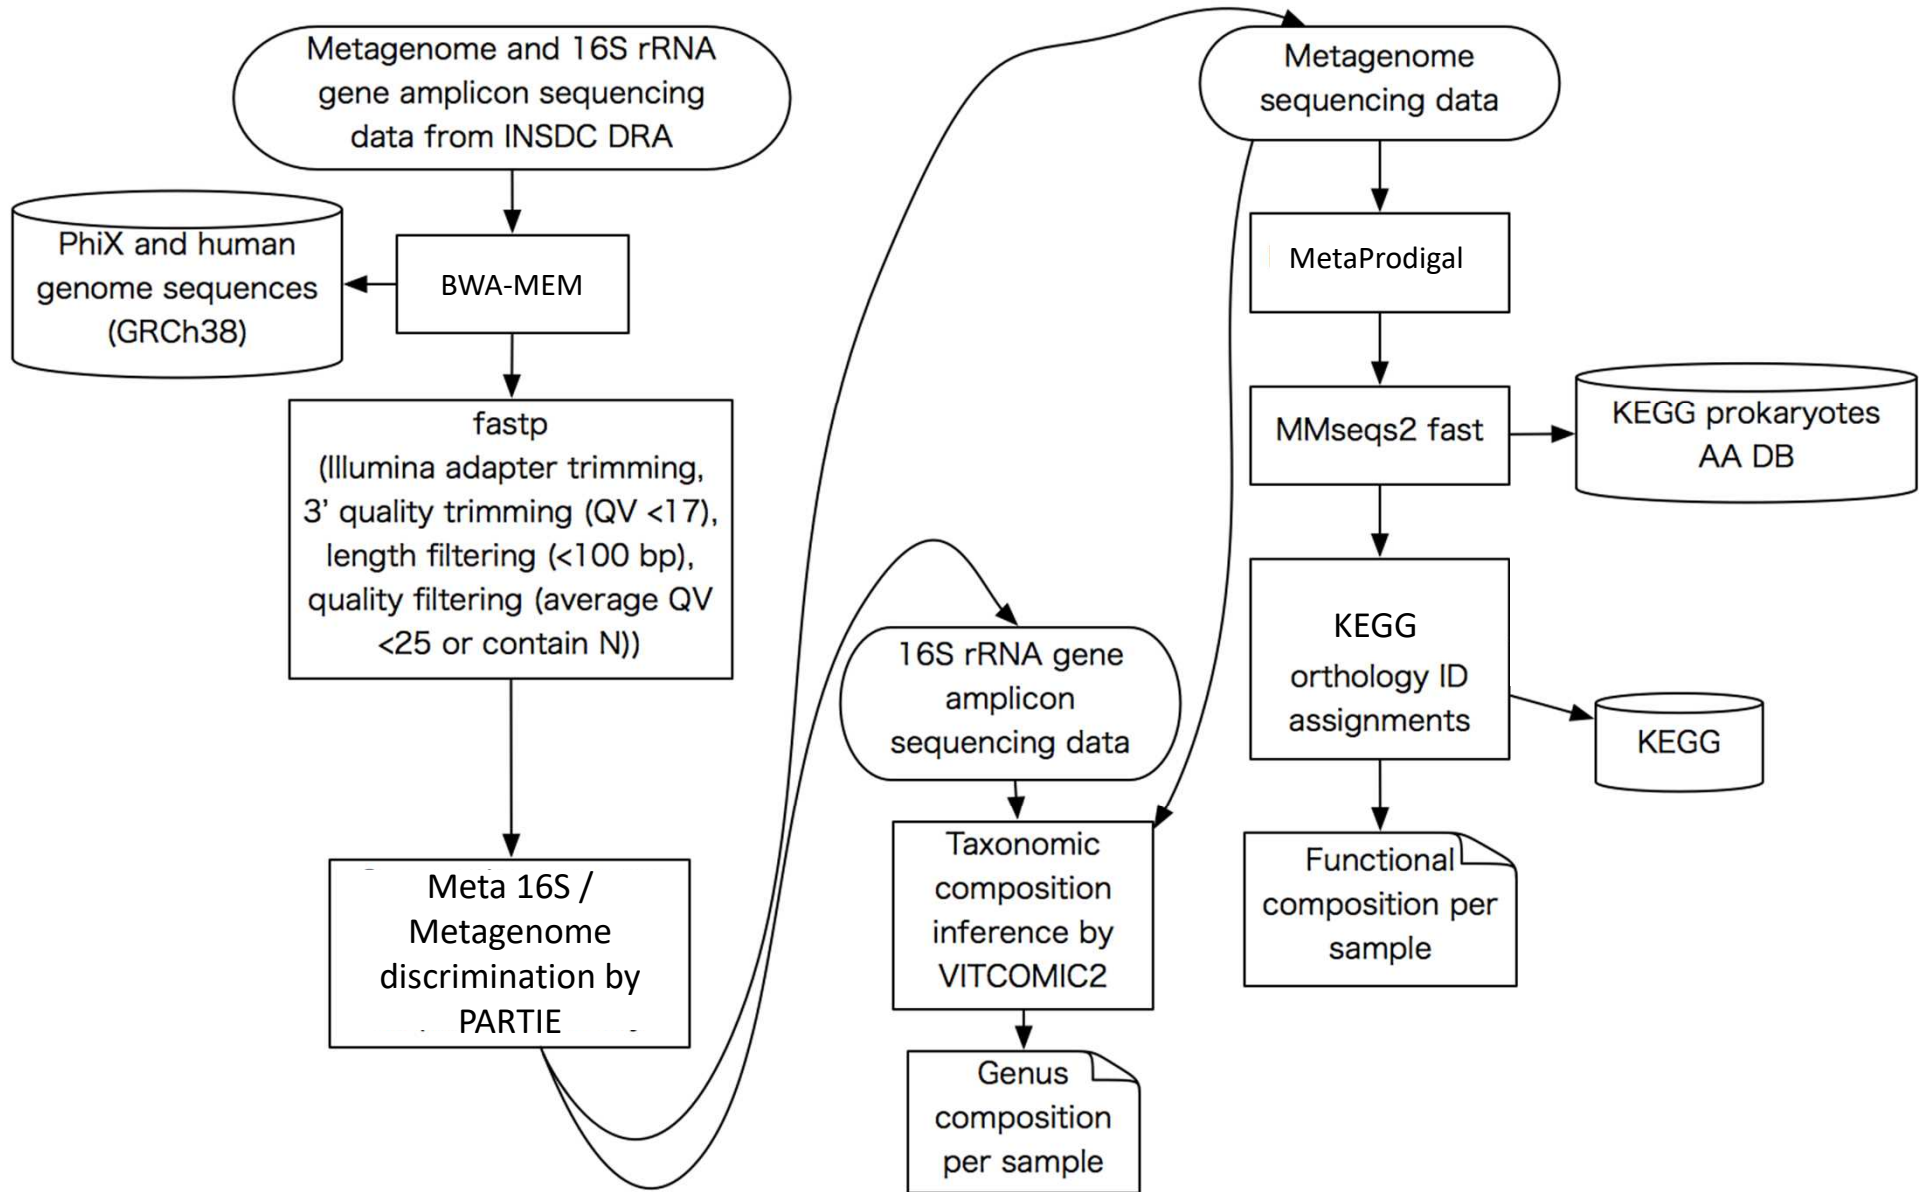 Metagenome and 16S rRNA
gene amplicon sequencing
data from INSDC DRA
PhiX and human
genome sequences
(GRCh38)
BWA-MEM
fastp
(Illumina adapter trimming,
3’ quality trimming (QV <17),
length filtering (<100 bp),
quality filtering (average QV
<25 or contain N))
Meta 16S /
Metagenome
discrimination by
PARTIE
16S rRNA gene
amplicon
sequencing data
Taxonomic
composition
inference by
VITCOMIC2
Genus
composition
per sample
Metagenome
sequencing data
MetaProdigal
MMseqs2 fast
KEGG prokaryotes
AA DB
KEGG
orthology ID
assignments
KEGG
Functional
composition per
sample